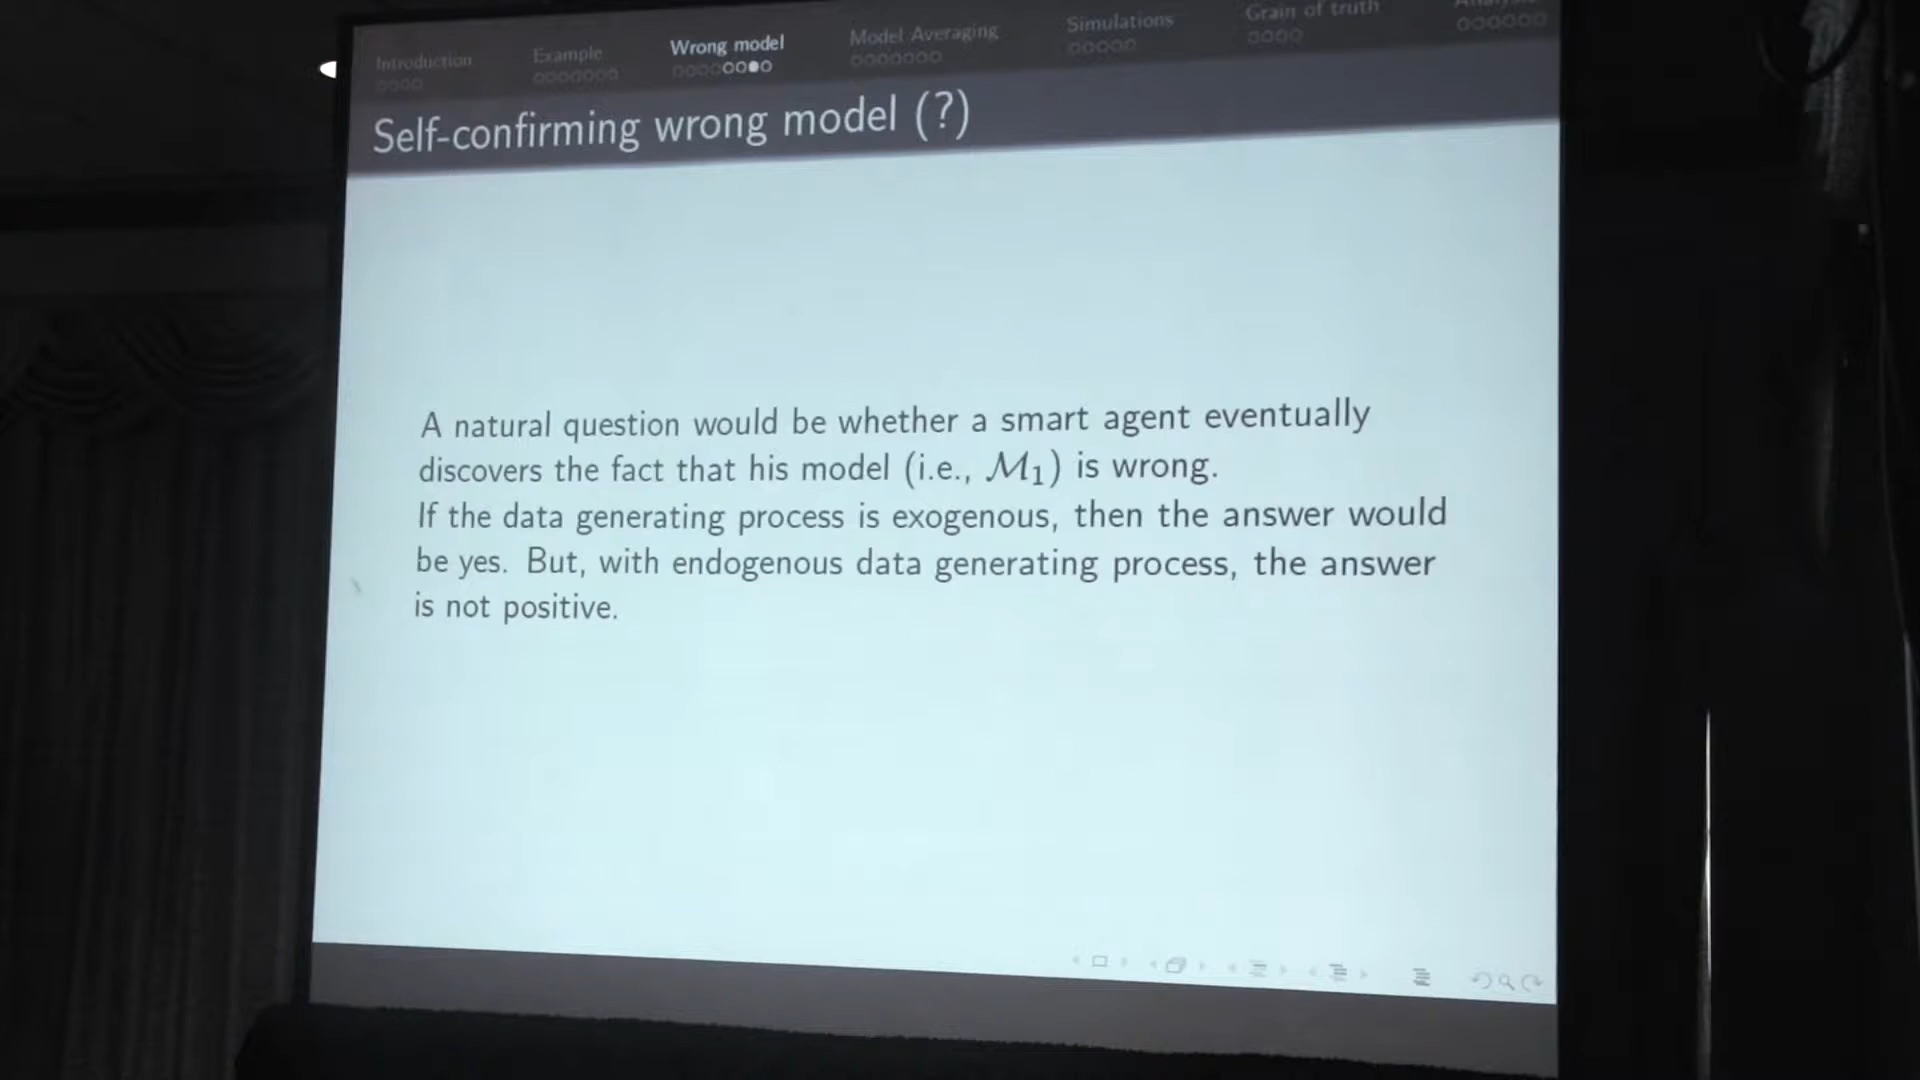 Introduction
Example
Wrong model
Model Averaging
Simulations
Grain of truth
Self-confirming wrong model (?)
A natural question would be whether a smart agent eventually
discovers the fact that his model (i.e., M₁) is wrong.
If the data generating process is exogenous, then the answer would
be yes. But, with endogenous data generating process, the answer
is not positive.